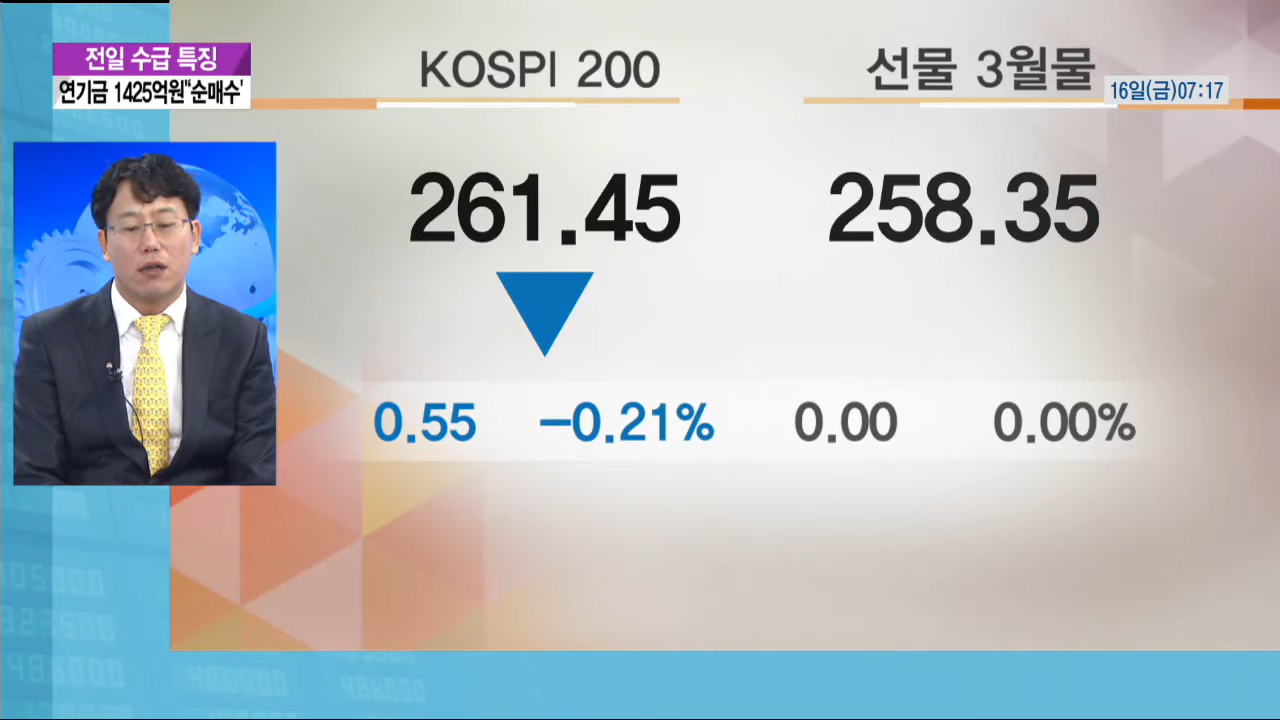 전일 수급 특징
연기금 1425억원"순매수'
KOSPI 200
선물 3월물
16일(금)07:17
261.45
258.35
0.55 -0.21%
0.00 0.00%